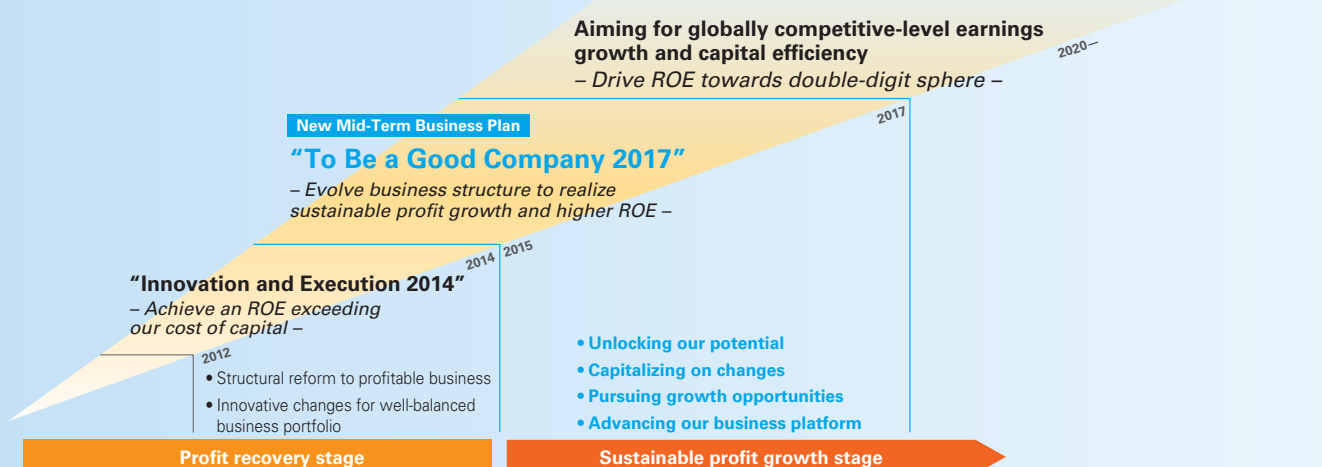 Aiming for globally competitive-level earnings
growth and capital efficiency
– Drive ROE towards double-digit sphere –
2020—
2017
New Mid-Term Business Plan
“To Be a Good Company 2017”
– Evolve business structure to realize
sustainable profit growth and higher ROE –
2014
2015
“Innovation and Execution 2014”
– Achieve an ROE exceeding
our cost of capital –
2012
• Structural reform to profitable business
• Innovative changes for well-balanced
business portfolio
• Unlocking our potential
• Capitalizing on changes
• Pursuing growth opportunities
• Advancing our business platform
Profit recovery stage
Sustainable profit growth stage